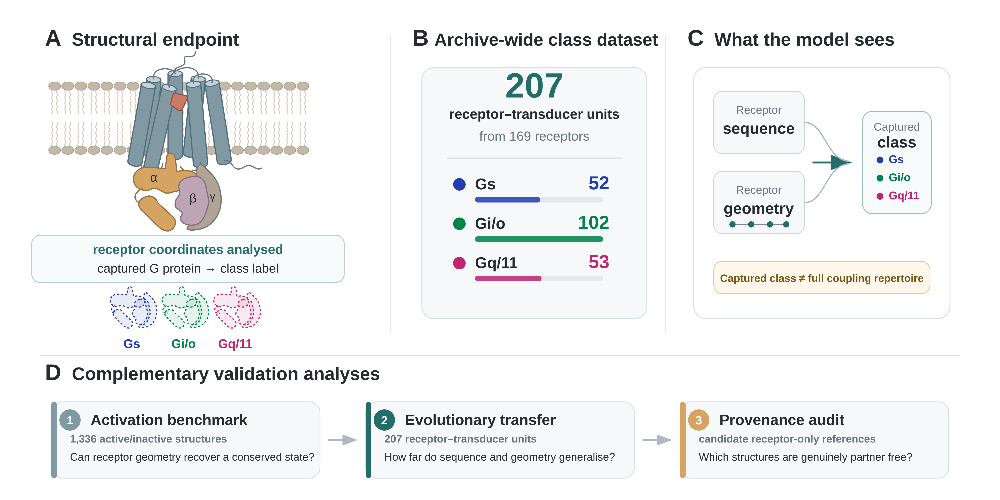 A Structural endpoint
α
β
γ
receptor coordinates analysed
captured G protein → class label
Gs
Gi/o
Gq/11
B Archive-wide class dataset
207
receptor–transducer units
from 169 receptors
Gs 52
Gi/o 102
Gq/11 53
C What the model sees
Receptor
sequence
Receptor
geometry
Captured
class
Gs
Gi/o
Gq/11
Captured class ≠ full coupling repertoire
D Complementary validation analyses
1 Activation benchmark
1,336 active/inactive structures
Can receptor geometry recover a conserved state?
2 Evolutionary transfer
207 receptor–transducer units
How far do sequence and geometry generalise?
3 Provenance audit
candidate receptor-only references
Which structures are genuinely partner free?